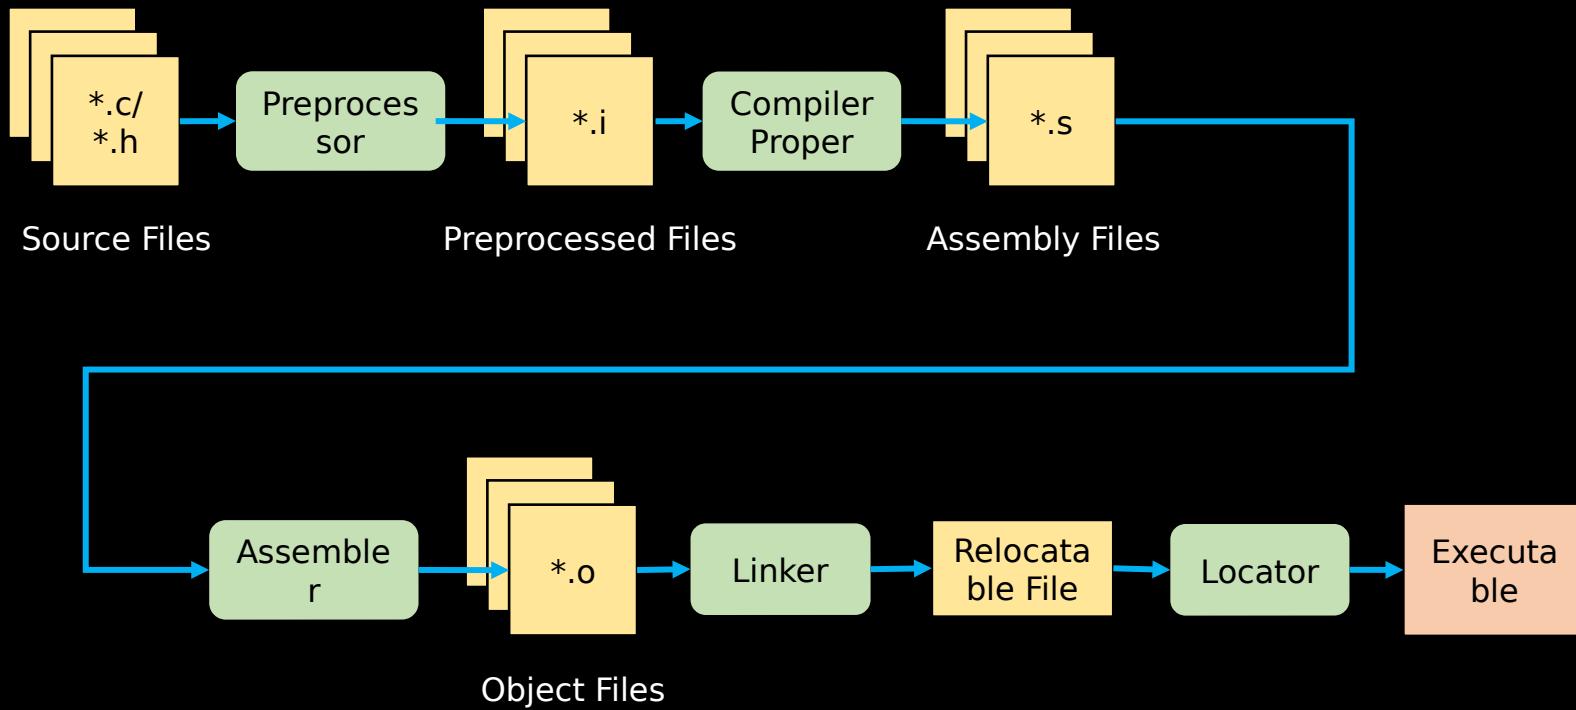 *.c/
*.h
Preproces
sor
*.i
Compiler
Proper
*.s
Source Files
Preprocessed Files
Assembly Files
Assemble
r
*.o
Linker
Relocata
ble File
Locator
Executa
ble
Object Files